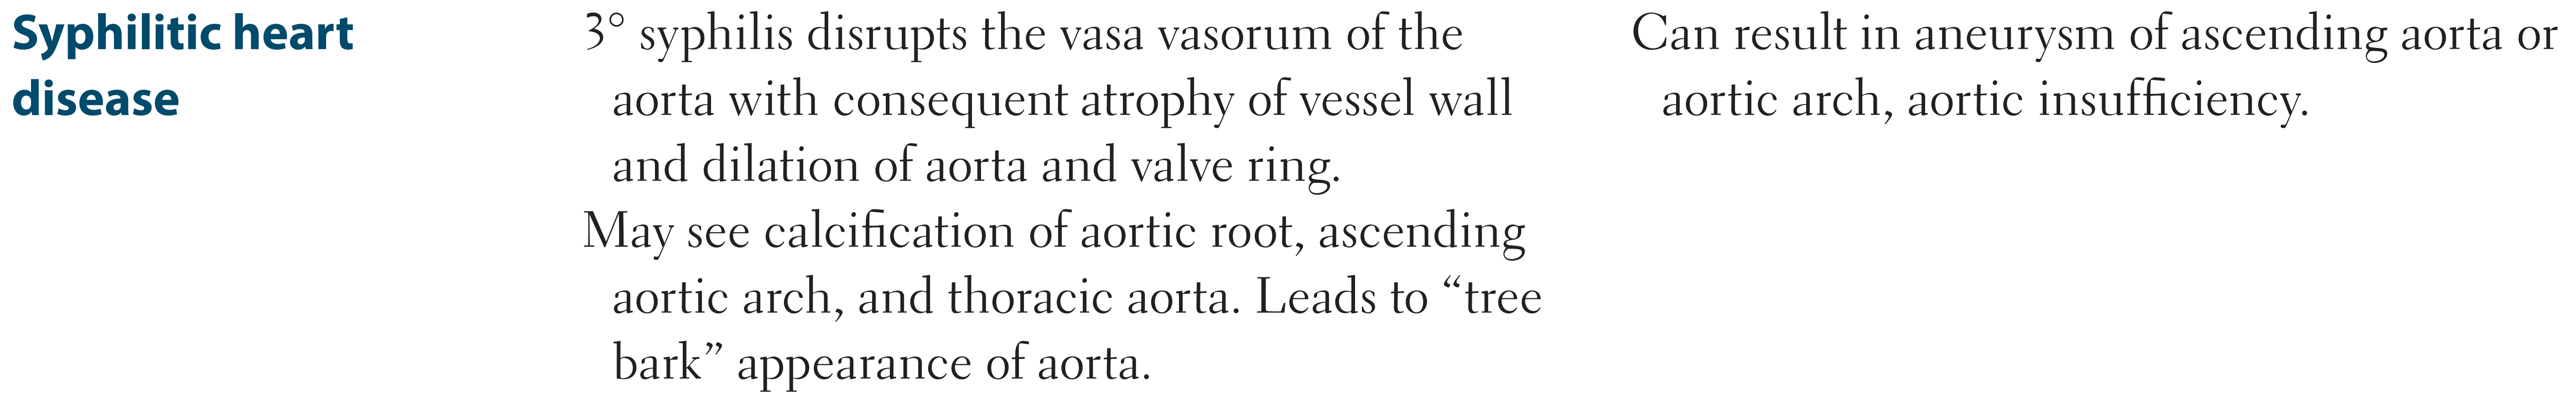 Syphilitic heart
disease
3° syphilis disrupts the vasa vasorum of the
aorta with consequent atrophy of vessel wall
and dilation of aorta and valve ring.
May see calcification of aortic root, ascending
aortic arch, and thoracic aorta. Leads to “tree
bark” appearance of aorta.
Can result in aneurysm of ascending aorta or
aortic arch, aortic insufficiency.